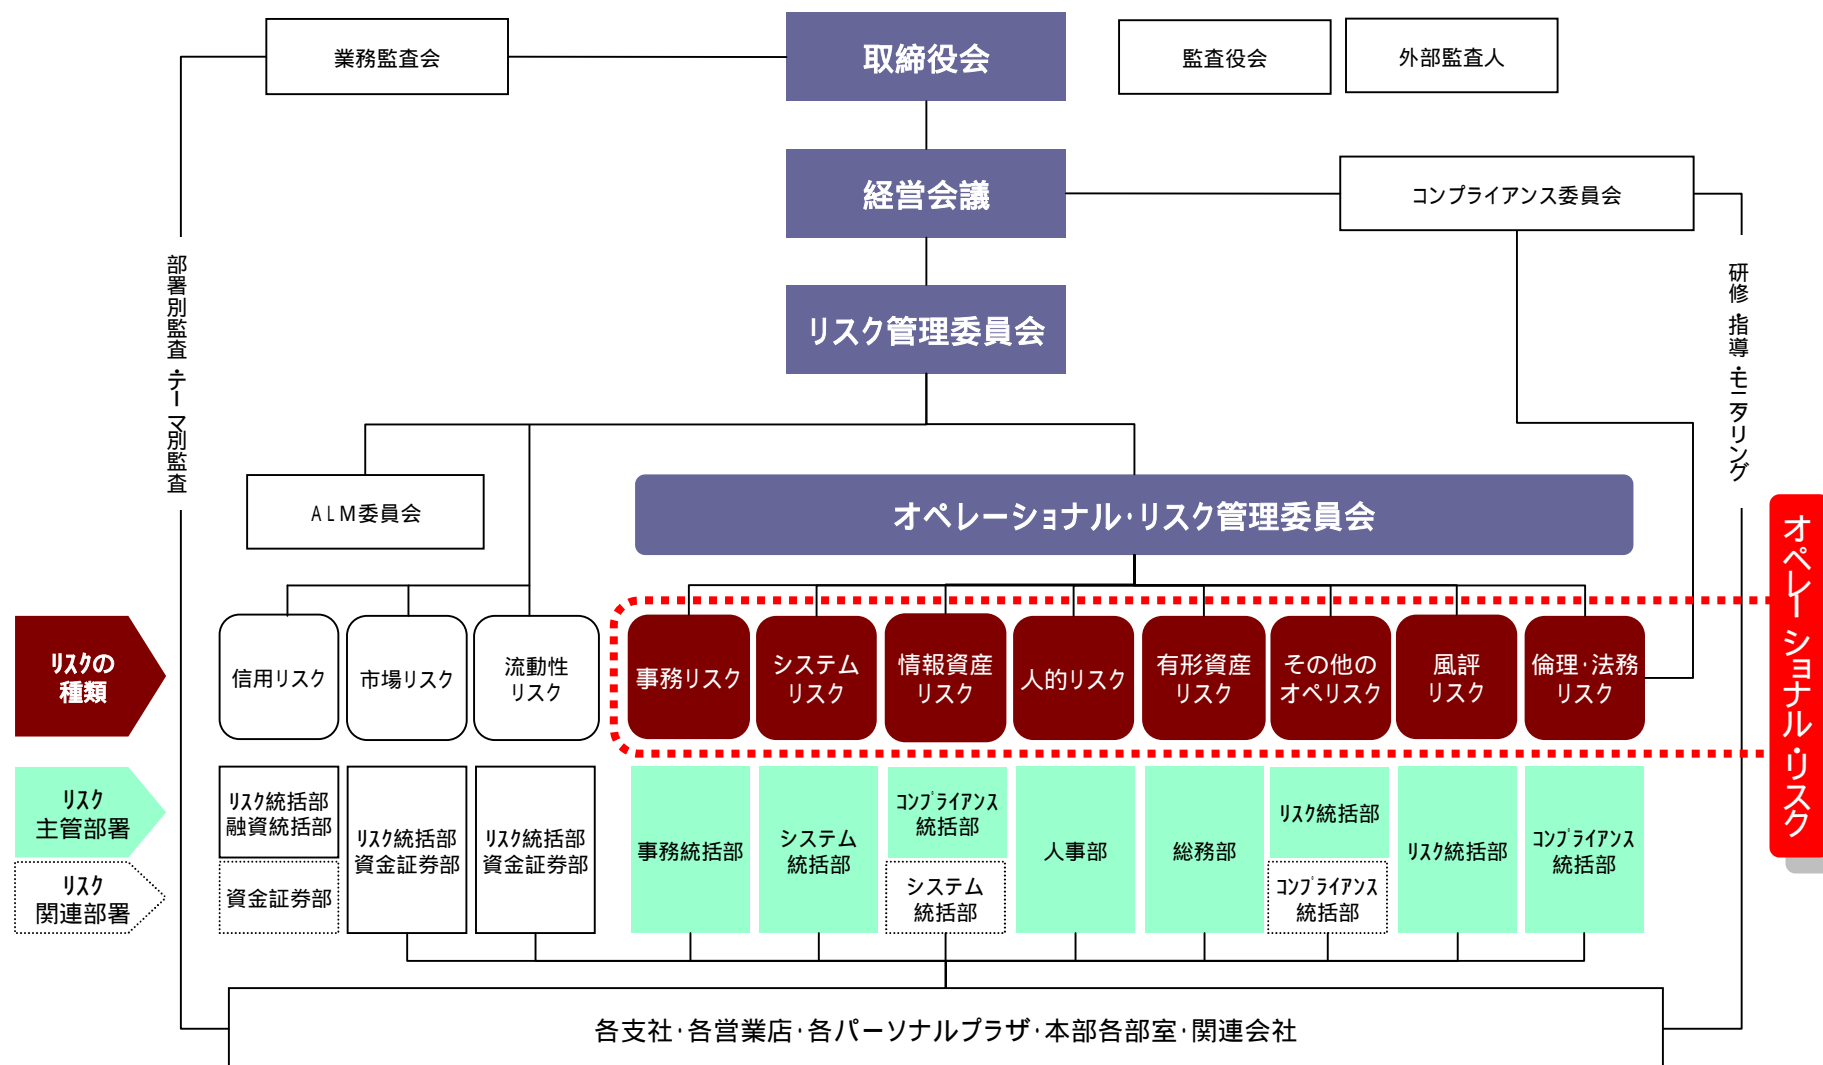 業務監査会
取締役会
監査役会
外部監査人
経営会議
コンプライアンス委員会
リスク管理委員会
部署別監査・テーマ別監査
研修・指導・モニタリング
ALM委員会
オペレーショナル・リスク管理委員会
オペレーショナル・リスク
リスクの
種類
信用リスク
市場リスク
流動性
リスク
事務リスク
システム
リスク
情報資産
リスク
人的リスク
有形資産
リスク
その他の
オペリスク
風評
リスク
倫理・法務
リスク
リスク
主管部署
リスク統括部
融資統括部
リスク統括部
資金証券部
リスク統括部
資金証券部
事務統括部
システム
統括部
コンプライアンス
統括部
人事部
総務部
リスク統括部
リスク統括部
コンプライアンス
統括部
リスク
関連部署
資金証券部
システム
統括部
コンプライアンス
統括部
各支社・各営業店・各パーソナルプラザ・本部各部室・関連会社